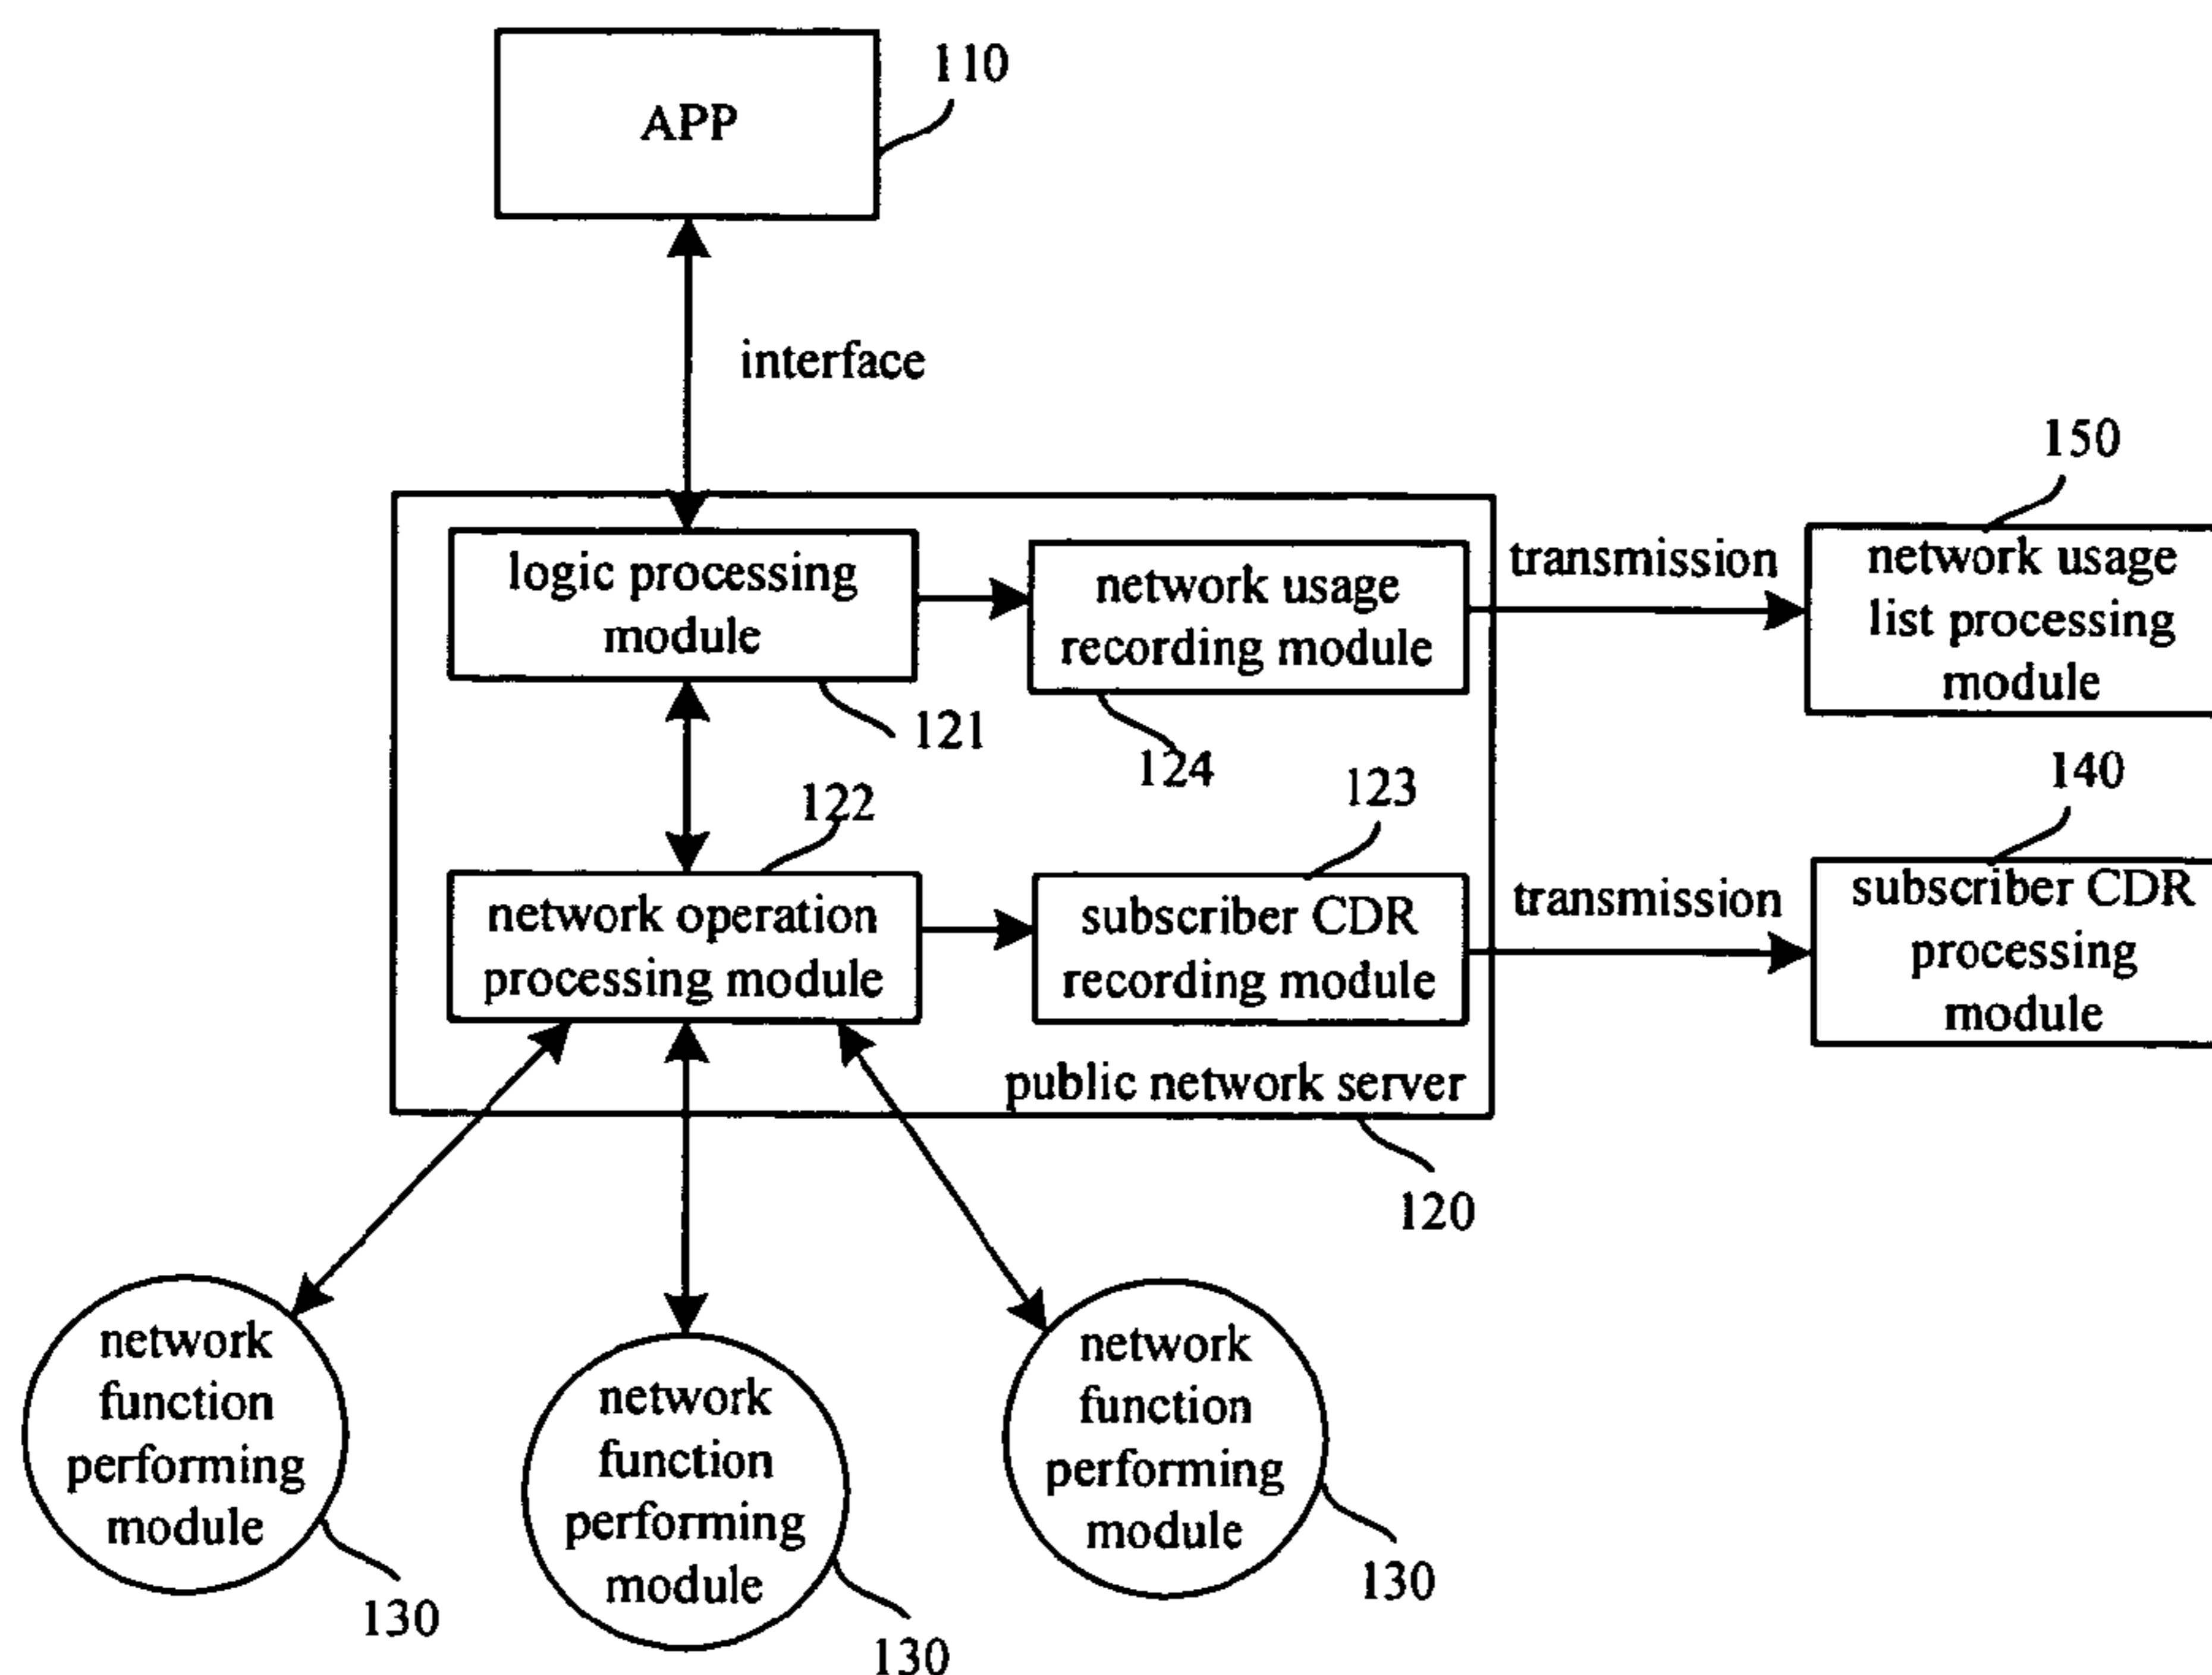 110
APP
interface
150
logic processing
module
network usage
recording module
transmission
network usage
list processing
module
121
124
140
122
123
network operation
processing module
subscriber CDR
recording module
transmission
subscriber CDR
processing
module
public network server
120
network
function
performing
module
network
function
performing
module
network
function
performing
module
130
130
130